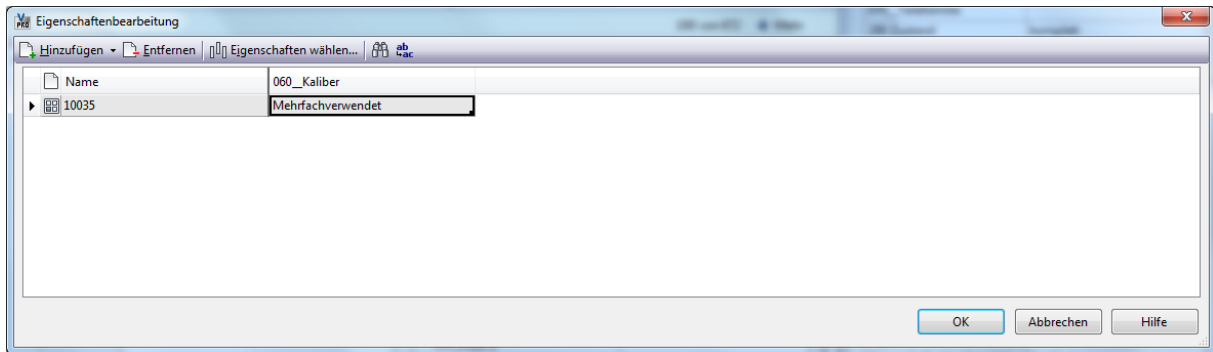 Eigenschaftenbearbeitung
Hinzufügen Entfernen Eigenschaften wählen... ab ac
Name 060__Kaliber
10035 Mehrfachverwendet
OK Abbrechen Hilfe